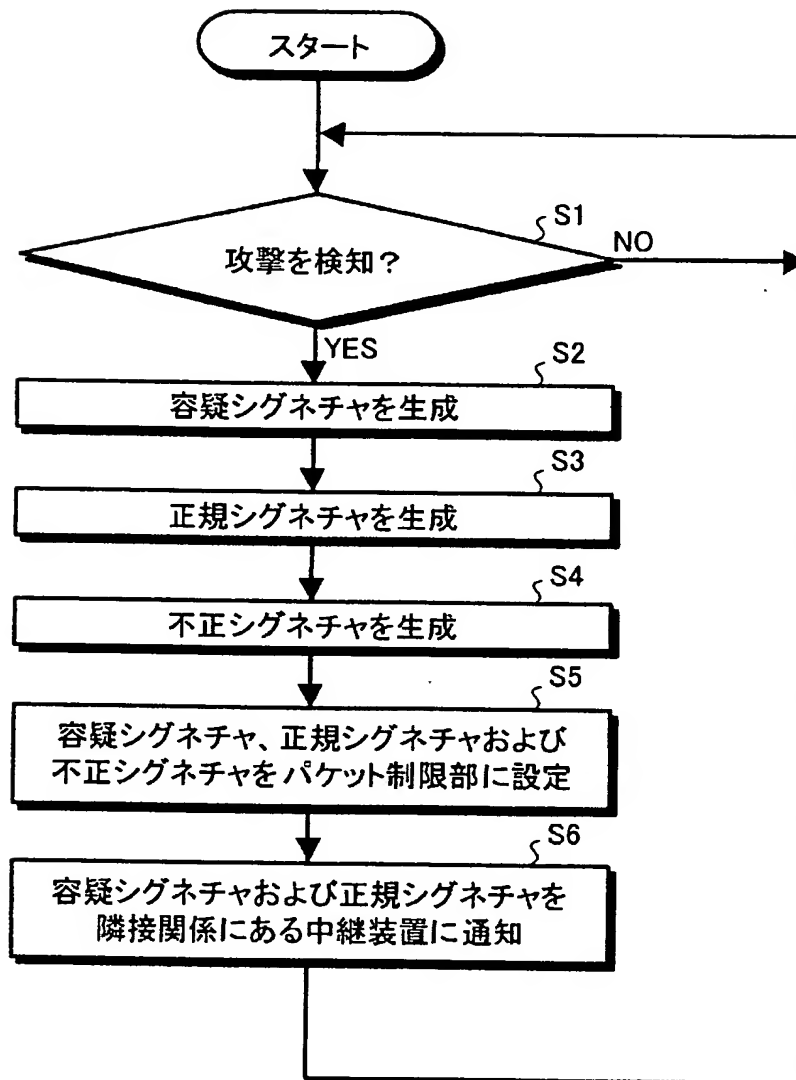 スタート
S1
攻撃を検知?
NO
YES
S2
容疑シグネチャを生成
S3
正規シグネチャを生成
S4
不正シグネチャを生成
S5
容疑シグネチャ、正規シグネチャおよび
不正シグネチャをパケット制限部に設定
S6
容疑シグネチャおよび正規シグネチャを
隣接関係にある中継装置に通知